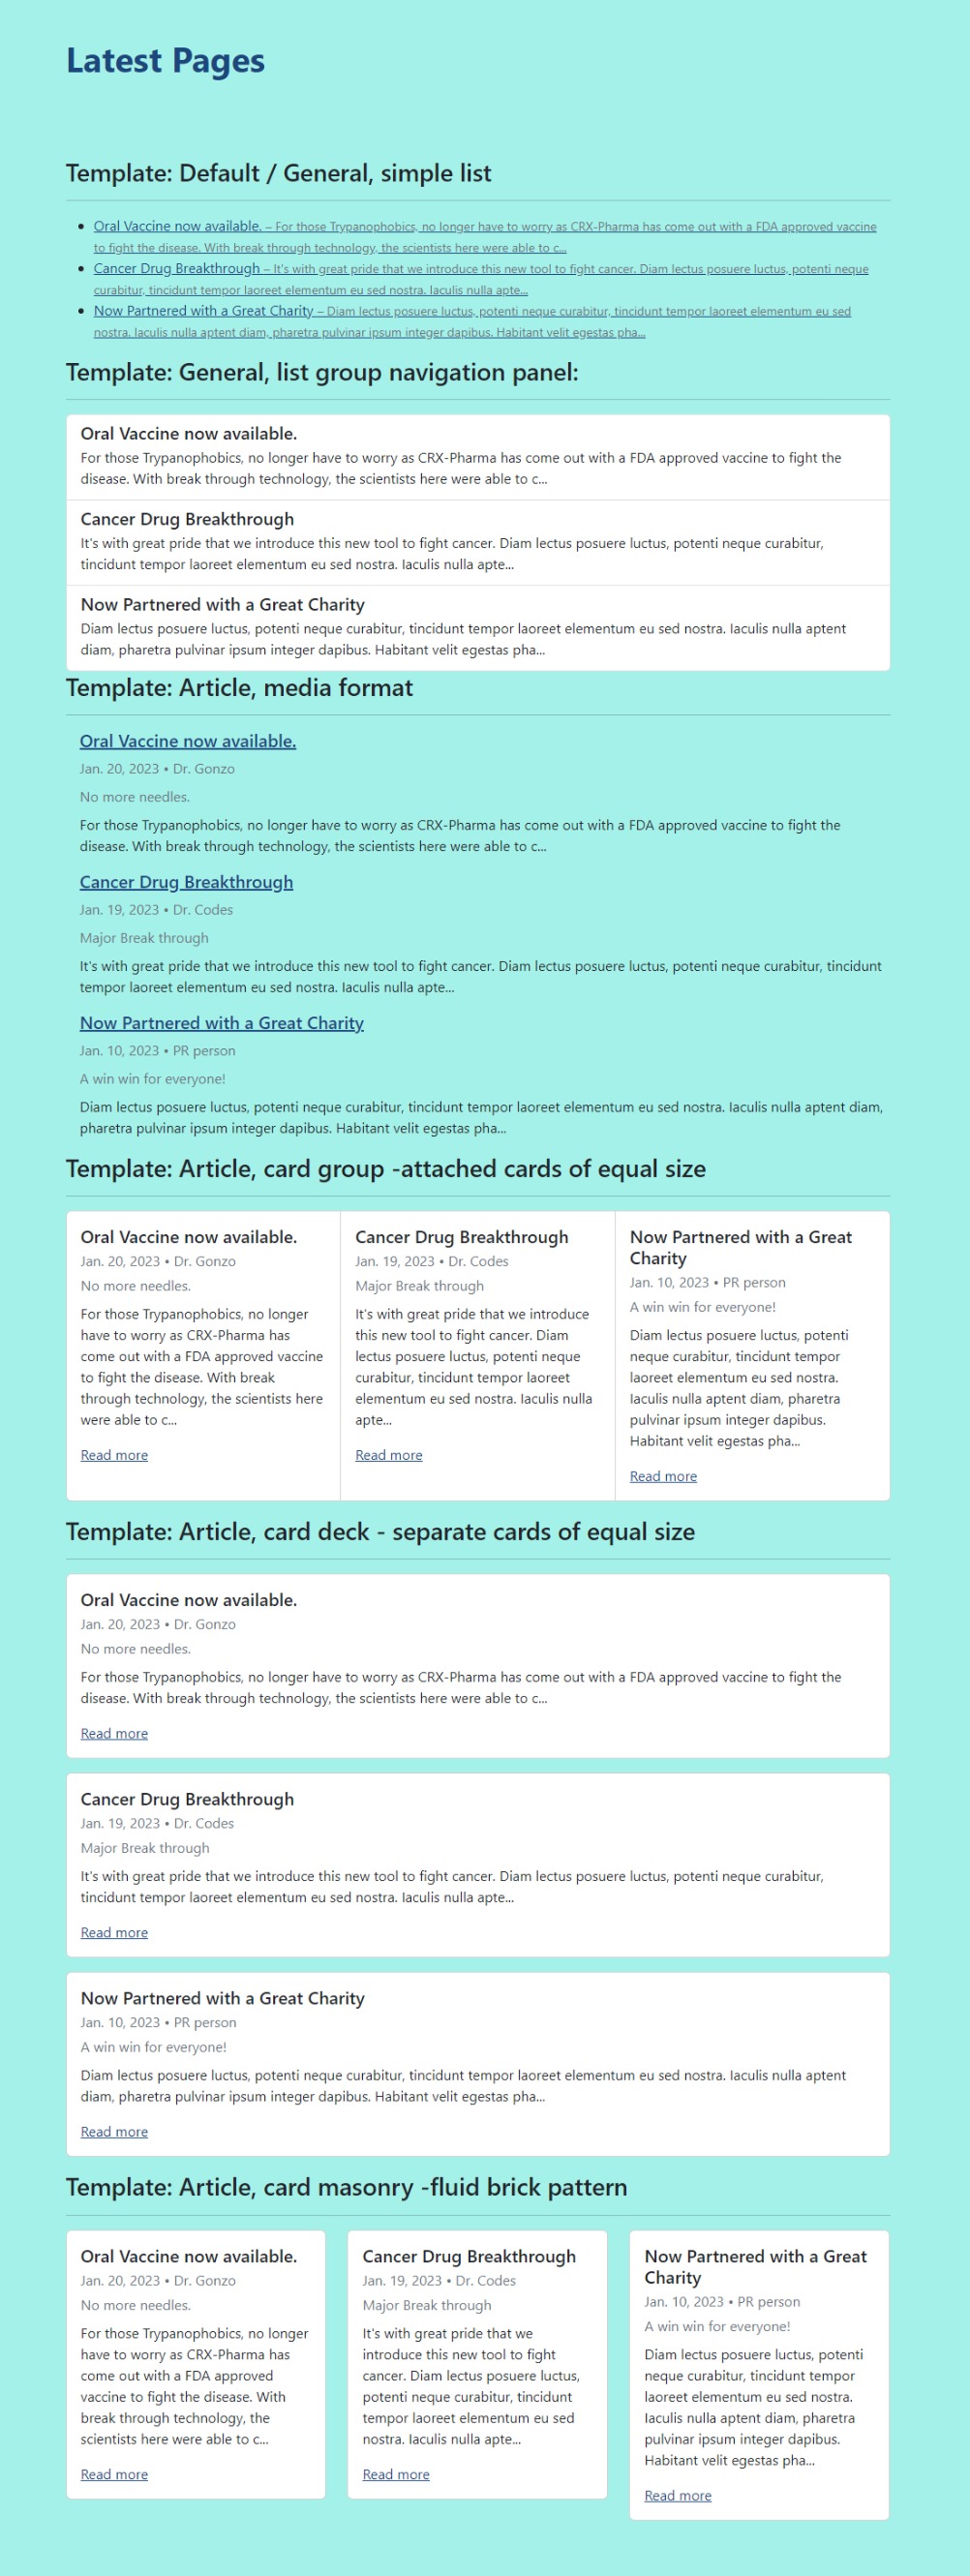 Latest Pages
Template: Default / General, simple list
Oral Vaccine now available. – For those Trypanophobics, no longer have to worry as CRX-Pharma has come out with a FDA approved vaccine
to fight the disease. With break through technology, the scientists here were able to c...
Cancer Drug Breakthrough – It's with great pride that we introduce this new tool to fight cancer. Diam lectus posuere luctus, potenti neque
curabitur, tincidunt tempor laoreet elementum eu sed nostra. Iaculis nulla apte...
Now Partnered with a Great Charity – Diam lectus posuere luctus, potenti neque curabitur, tincidunt tempor laoreet elementum eu sed
nostra. Iaculis nulla aptent diam, pharetra pulvinar ipsum integer dapibus. Habitant velit egestas pha...
Template: General, list group navigation panel:
Oral Vaccine now available.
For those Trypanophobics, no longer have to worry as CRX-Pharma has come out with a FDA approved vaccine to fight the
disease. With break through technology, the scientists here were able to c...
Cancer Drug Breakthrough
It's with great pride that we introduce this new tool to fight cancer. Diam lectus posuere luctus, potenti neque curabitur,
tincidunt tempor laoreet elementum eu sed nostra. Iaculis nulla apte...
Now Partnered with a Great Charity
Diam lectus posuere luctus, potenti neque curabitur, tincidunt tempor laoreet elementum eu sed nostra. Iaculis nulla aptent
diam, pharetra pulvinar ipsum integer dapibus. Habitant velit egestas pha...
Template: Article, media format
Oral Vaccine now available.
Jan. 20, 2023 • Dr. Gonzo
No more needles.
For those Trypanophobics, no longer have to worry as CRX-Pharma has come out with a FDA approved vaccine to fight the
disease. With break through technology, the scientists here were able to c...
Cancer Drug Breakthrough
Jan. 19, 2023 • Dr. Codes
Major Break through
It's with great pride that we introduce this new tool to fight cancer. Diam lectus posuere luctus, potenti neque curabitur, tincidunt
tempor laoreet elementum eu sed nostra. Iaculis nulla apte...
Now Partnered with a Great Charity
Jan. 10, 2023 • PR person
A win win for everyone!
Diam lectus posuere luctus, potenti neque curabitur, tincidunt tempor laoreet elementum eu sed nostra. Iaculis nulla aptent diam,
pharetra pulvinar ipsum integer dapibus. Habitant velit egestas pha...
Template: Article, card group -attached cards of equal size
Oral Vaccine now available.
Jan. 20, 2023 • Dr. Gonzo
No more needles.
For those Trypanophobics, no longer
have to worry as CRX-Pharma has
come out with a FDA approved vaccine
to fight the disease. With break
through technology, the scientists here
were able to c...
Read more
Cancer Drug Breakthrough
Jan. 19, 2023 • Dr. Codes
Major Break through
It's with great pride that we introduce
this new tool to fight cancer. Diam
lectus posuere luctus, potenti neque
curabitur, tincidunt tempor laoreet
elementum eu sed nostra. Iaculis nulla
apte...
Read more
Now Partnered with a Great
Charity
Jan. 10, 2023 • PR person
A win win for everyone!
Diam lectus posuere luctus, potenti
neque curabitur, tincidunt tempor
laoreet elementum eu sed nostra.
Iaculis nulla aptent diam, pharetra
pulvinar ipsum integer dapibus.
Habitant velit egestas pha...
Read more
Template: Article, card deck - separate cards of equal size
Oral Vaccine now available.
Jan. 20, 2023 • Dr. Gonzo
No more needles.
For those Trypanophobics, no longer have to worry as CRX-Pharma has come out with a FDA approved vaccine to fight the
disease. With break through technology, the scientists here were able to c...
Read more
Cancer Drug Breakthrough
Jan. 19, 2023 • Dr. Codes
Major Break through
It's with great pride that we introduce this new tool to fight cancer. Diam lectus posuere luctus, potenti neque curabitur,
tincidunt tempor laoreet elementum eu sed nostra. Iaculis nulla apte...
Read more
Now Partnered with a Great Charity
Jan. 10, 2023 • PR person
A win win for everyone!
Diam lectus posuere luctus, potenti neque curabitur, tincidunt tempor laoreet elementum eu sed nostra. Iaculis nulla aptent
diam, pharetra pulvinar ipsum integer dapibus. Habitant velit egestas pha...
Read more
Template: Article, card masonry -fluid brick pattern
Oral Vaccine now available.
Jan. 20, 2023 • Dr. Gonzo
No more needles.
For those Trypanophobics, no longer
have to worry as CRX-Pharma has
come out with a FDA approved
vaccine to fight the disease. With
break through technology, the
scientists here were able to c...
Read more
Cancer Drug Breakthrough
Jan. 19, 2023 • Dr. Codes
Major Break through
It's with great pride that we
introduce this new tool to fight
cancer. Diam lectus posuere luctus,
potenti neque curabitur, tincidunt
tempor laoreet elementum eu sed
nostra. Iaculis nulla apte...
Read more
Now Partnered with a Great
Charity
Jan. 10, 2023 • PR person
A win win for everyone!
Diam lectus posuere luctus, potenti
neque curabitur, tincidunt tempor
laoreet elementum eu sed nostra.
Iaculis nulla aptent diam, pharetra
pulvinar ipsum integer dapibus.
Habitant velit egestas pha...
Read more